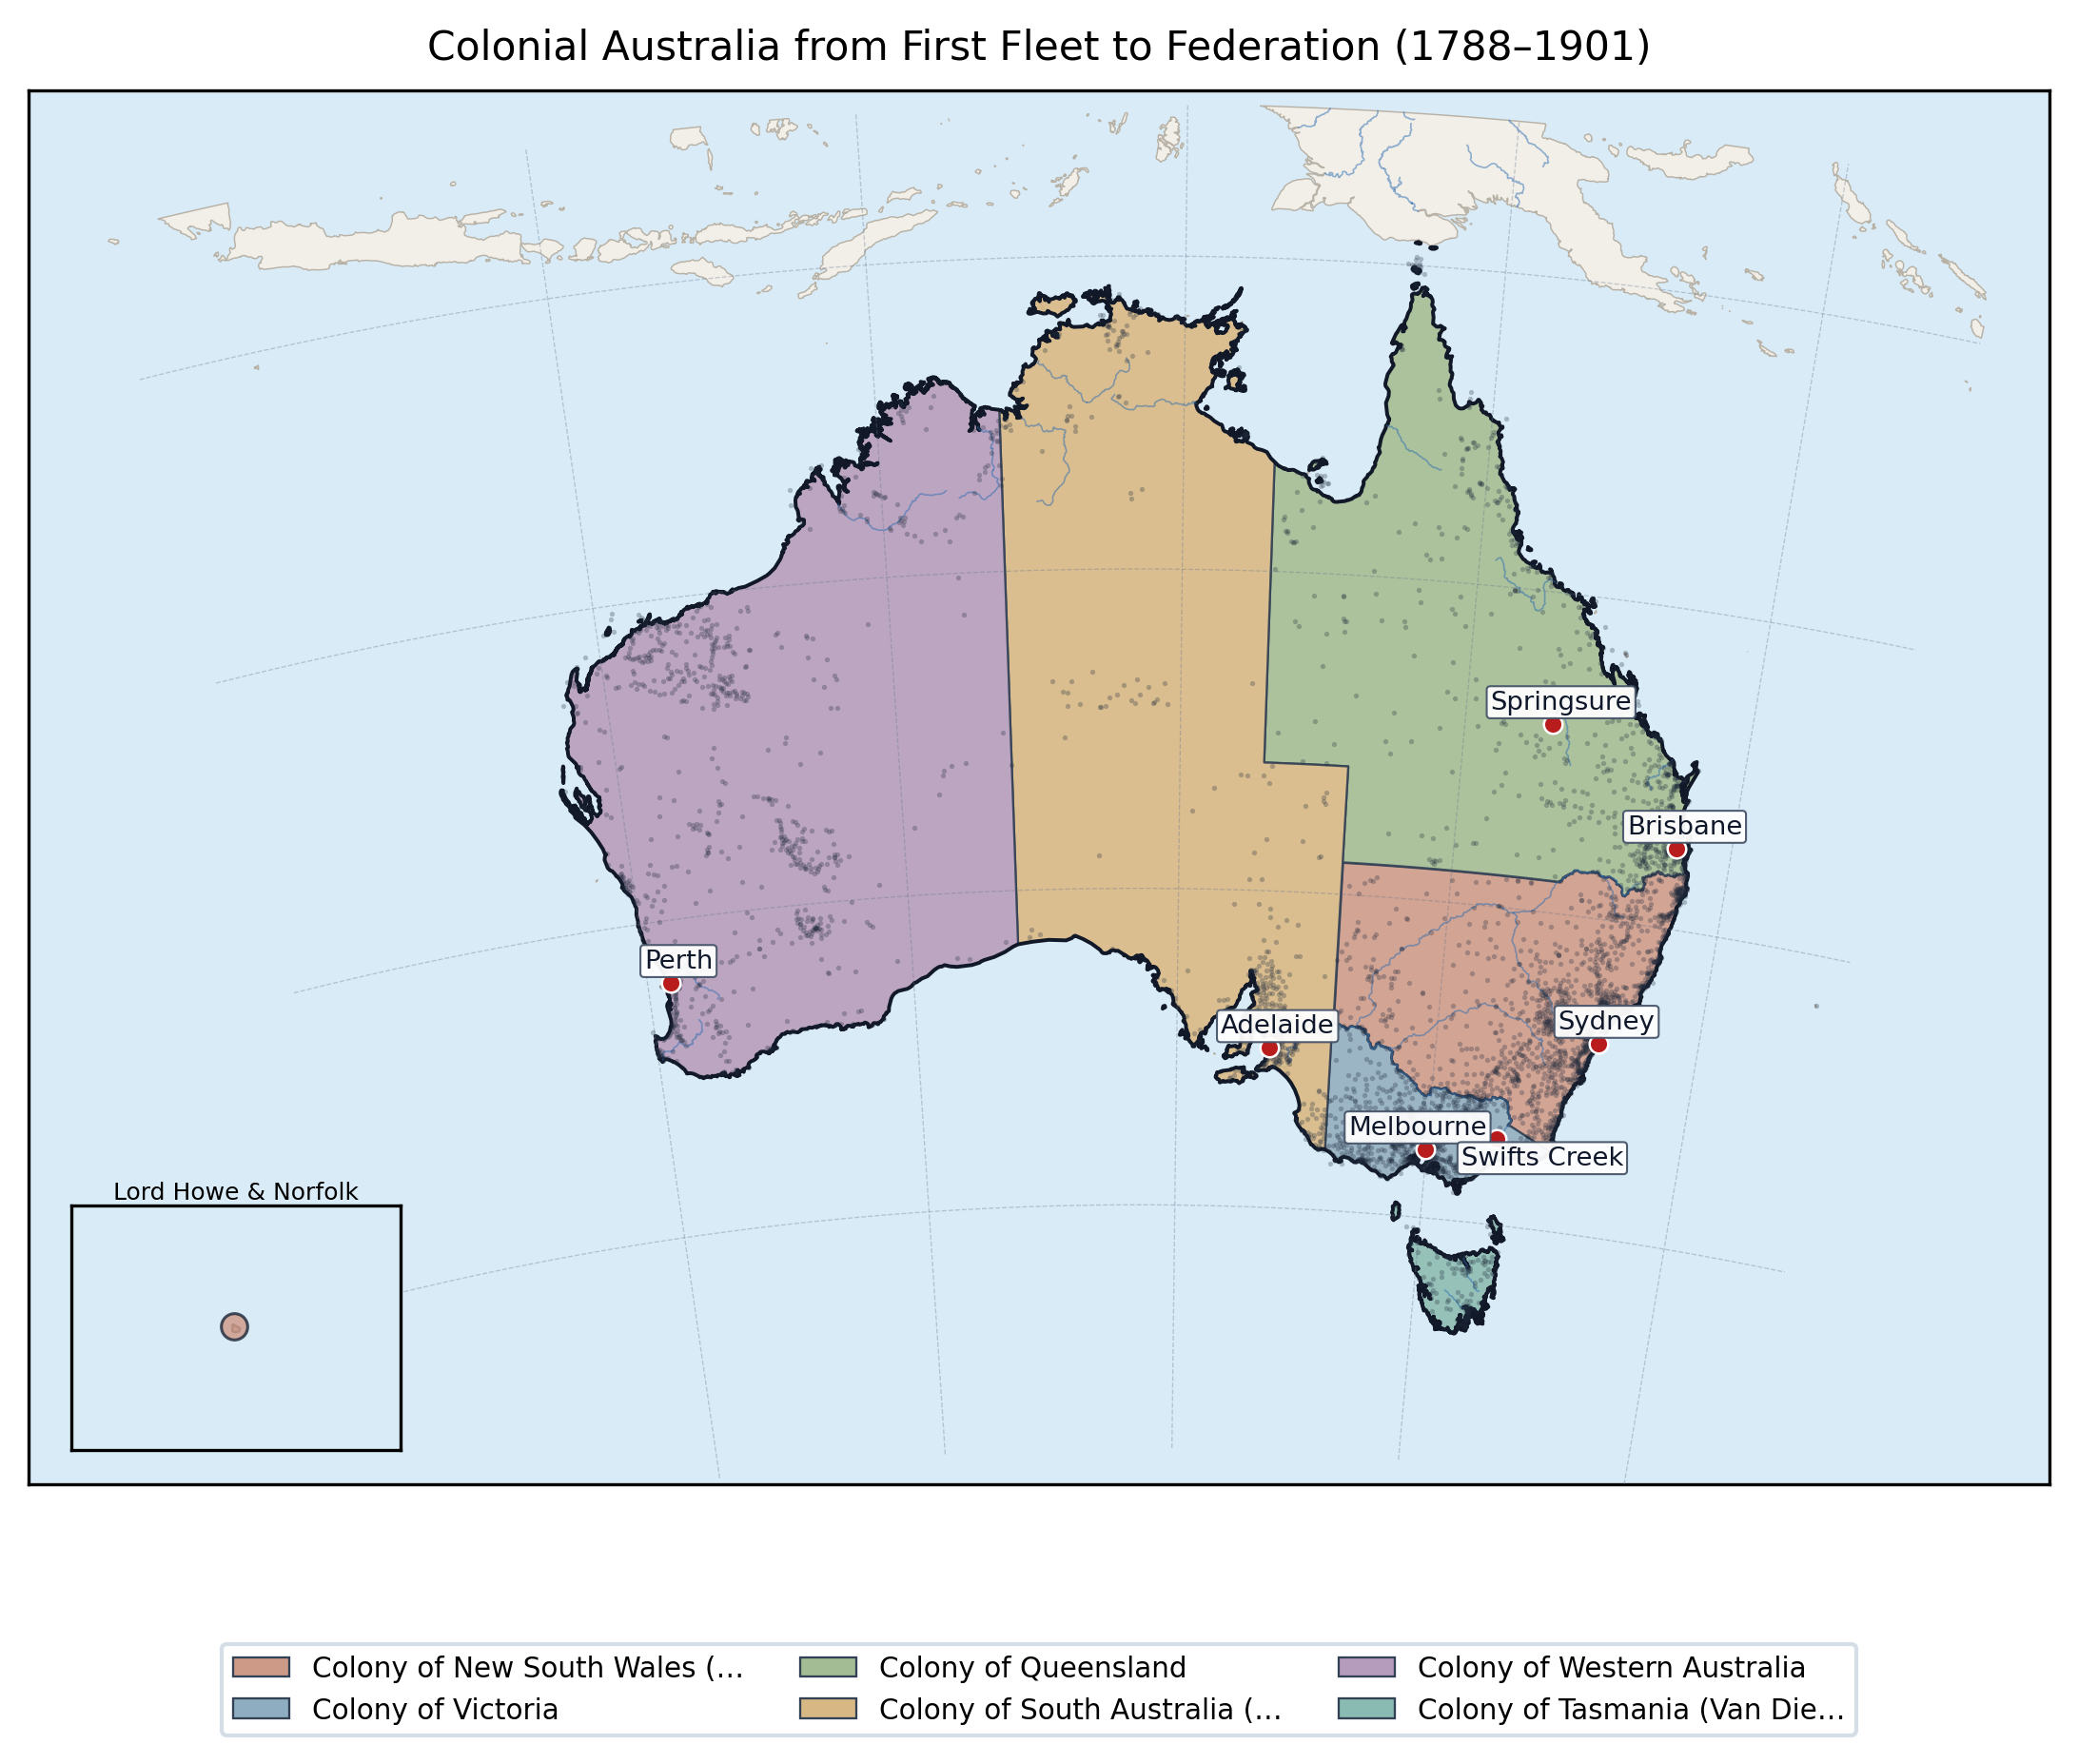 Colonial Australia from First Fleet to Federation (1788–1901)
Springsure
Brisbane
Perth
Sydney
Adelaide
Melbourne
Swifts Creek
Lord Howe & Norfolk
Colony of New South Wales (...
Colony of Victoria
Colony of Queensland
Colony of South Australia (...
Colony of Western Australia
Colony of Tasmania (Van Die...